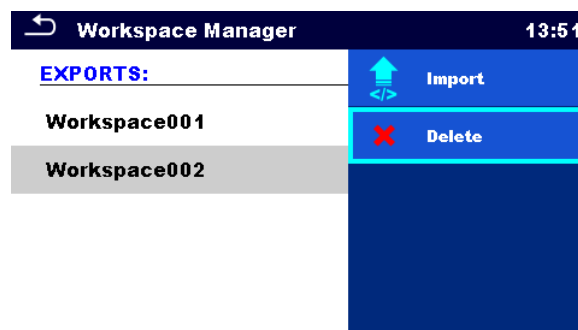 Workspace Manager 13:51
EXPORTS:
Workspace001
Workspace002
</> Import
Delete